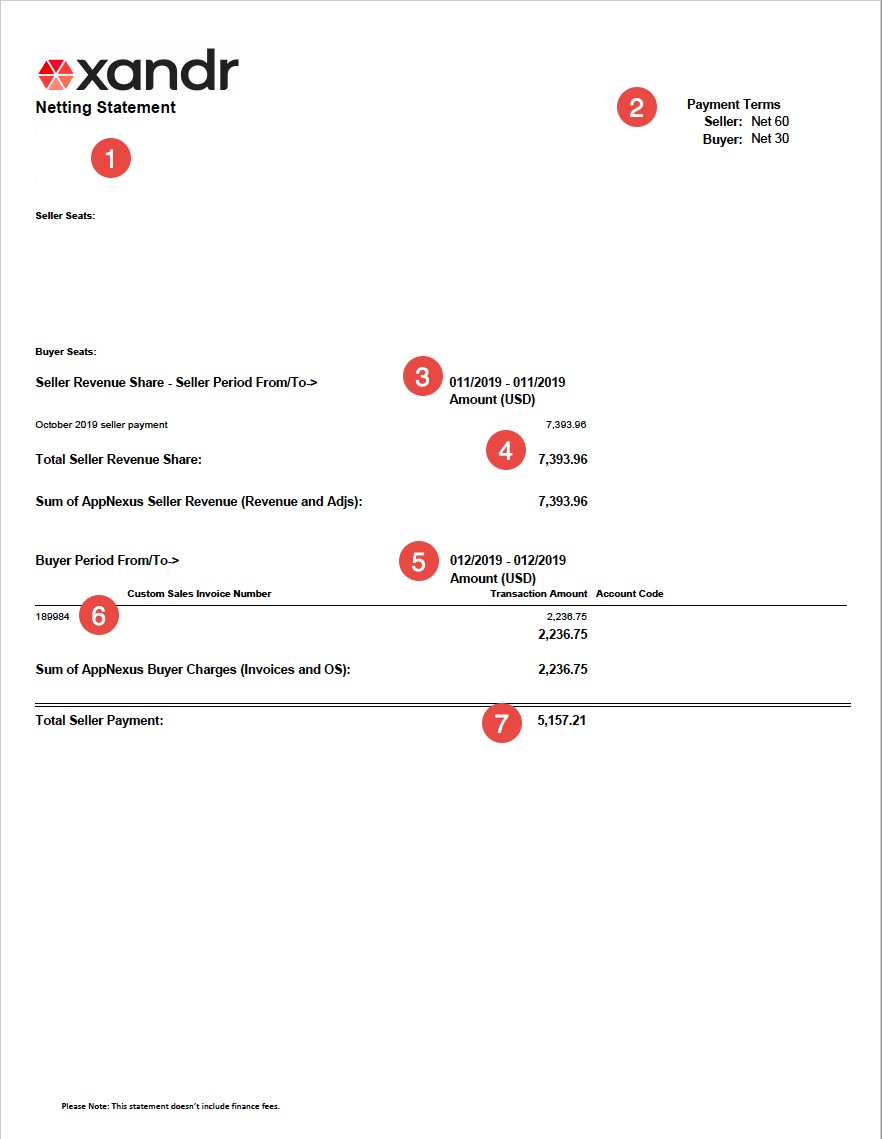 xandr
Netting Statement
2
Payment Terms
Seller: Net 60
Buyer: Net 30
1
Seller Seats:
Buyer Seats:
Seller Revenue Share - Seller Period From/To-> 3 011/2019 - 011/2019
Amount (USD)
October 2019 seller payment 7,393.96
Total Seller Revenue Share: 4 7,393.96
Sum of AppNexus Seller Revenue (Revenue and Adjs): 7,393.96
Buyer Period From/To-> 5 012/2019 - 012/2019
Amount (USD)
Custom Sales Invoice Number Transaction Amount Account Code
189984 6 2,236.75
2,236.75
Sum of AppNexus Buyer Charges (Invoices and OS): 2,236.75
Total Seller Payment: 7 5,157.21
Please Note: This statement doesn't include finance fees.